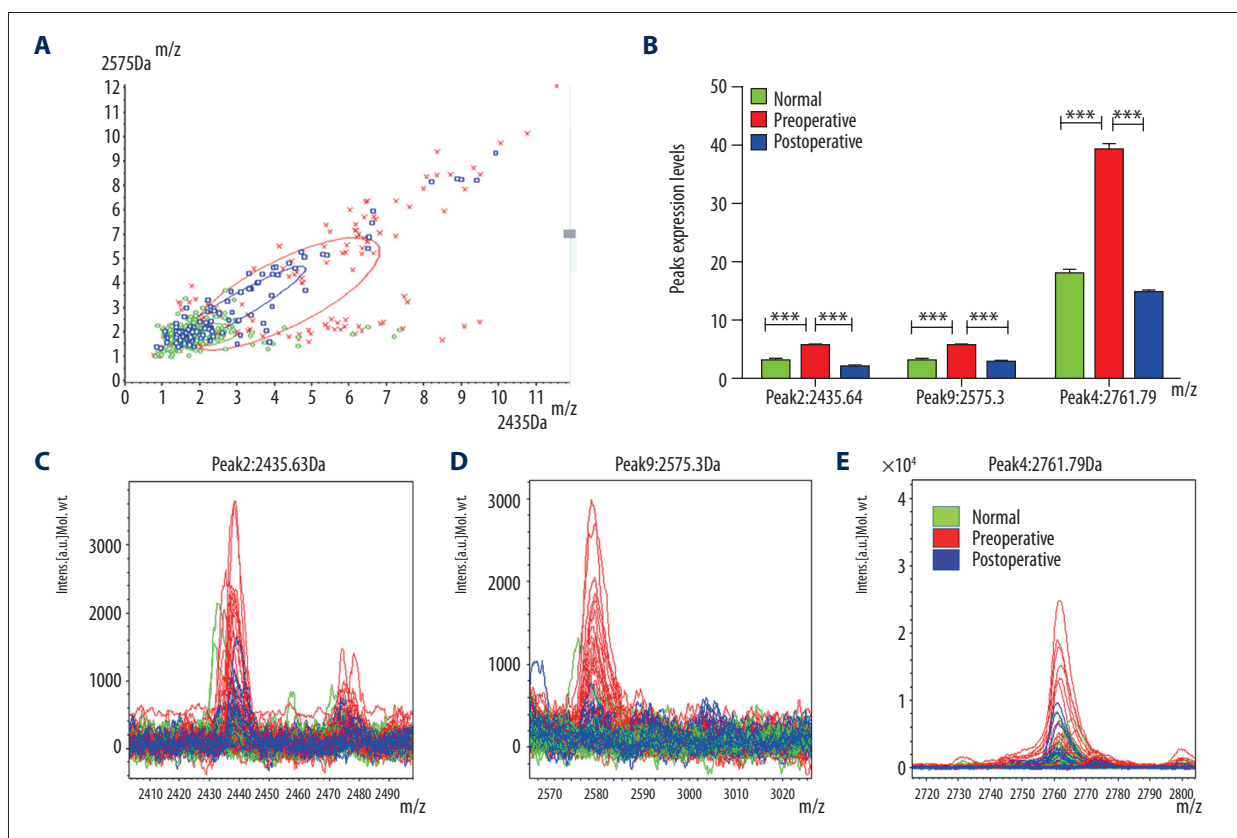 A
m/z
2575Da
12
11
10
9
8
6
7
5
4
3
2
1
0
0 1 2 3 4 5 6 7 8 9 10 11
m/z
2435Da
B
Peaks expression levels
50
40
30
20
10
0
Normal
Preoperative
Postoperative
*** ***
*** ***
*** ***
Peak2:2435.64 Peak9:2575.3 Peak4:2761.79
m/z
C
Peak2:2435.63Da
Intens.[a.u.]Mol. wt.
3000
2000
1000
0
2410 2420 2430 2440 2450 2460 2470 2480 2490
m/z
D
Peak9:2575.3Da
Intens.[a.u.]Mol. wt.
3000
2000
1000
0
2570 2580 2590 3000 3010 3020
m/z
E
×10⁴
Peak4:2761.79Da
Intens.[a.u.]Mol. wt.
4
3
2
1
0
Normal
Preoperative
Postoperative
2720 2730 2740 2750 2760 2770 2780 2800
m/z